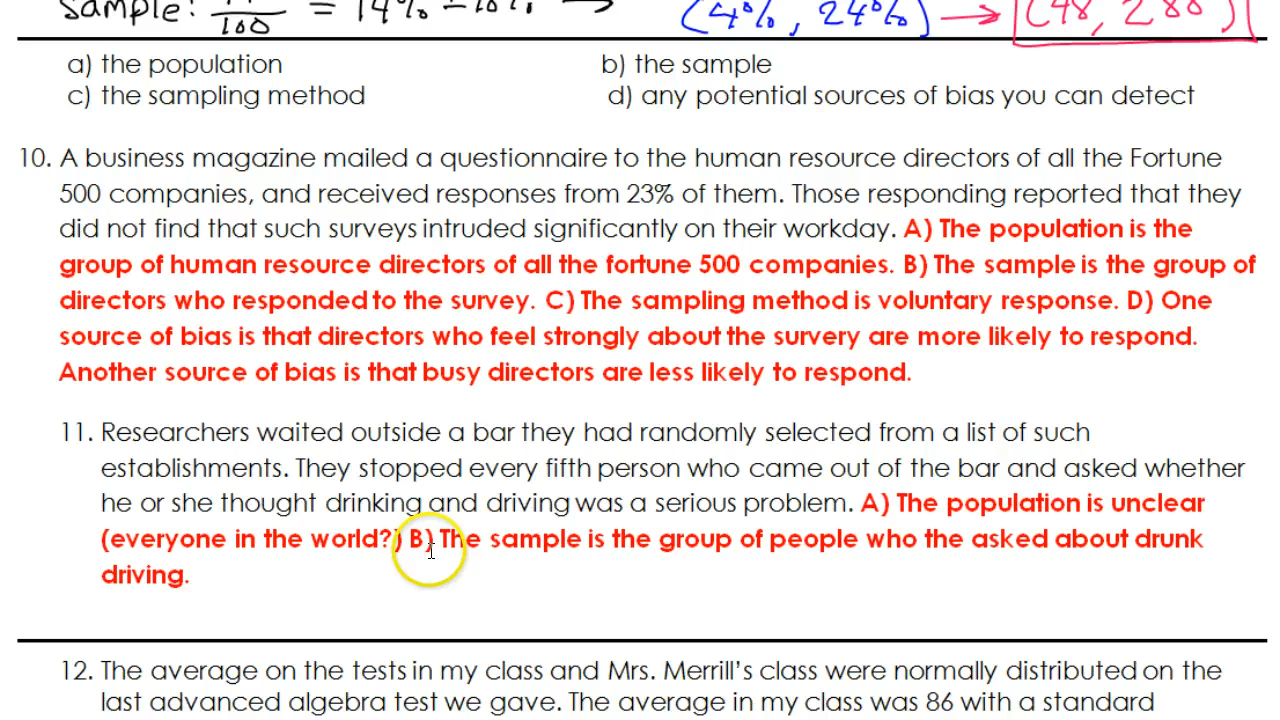 sample: /100 = 14% - 10% → (4%, 24%) → (48, 288)
a) the population b) the sample
c) the sampling method d) any potential sources of bias you can detect
10. A business magazine mailed a questionnaire to the human resource directors of all the Fortune
500 companies, and received responses from 23% of them. Those responding reported that they
did not find that such surveys intruded significantly on their workday. A) The population is the
group of human resource directors of all the fortune 500 companies. B) The sample is the group of
directors who responded to the survey. C) The sampling method is voluntary response. D) One
source of bias is that directors who feel strongly about the survery are more likely to respond.
Another source of bias is that busy directors are less likely to respond.
11. Researchers waited outside a bar they had randomly selected from a list of such
establishments. They stopped every fifth person who came out of the bar and asked whether
he or she thought drinking and driving was a serious problem. A) The population is unclear
(everyone in the world?) B) The sample is the group of people who the asked about drunk
driving.
12. The average on the tests in my class and Mrs. Merrill's class were normally distributed on the
last advanced algebra test we gave. The average in my class was 86 with a standard